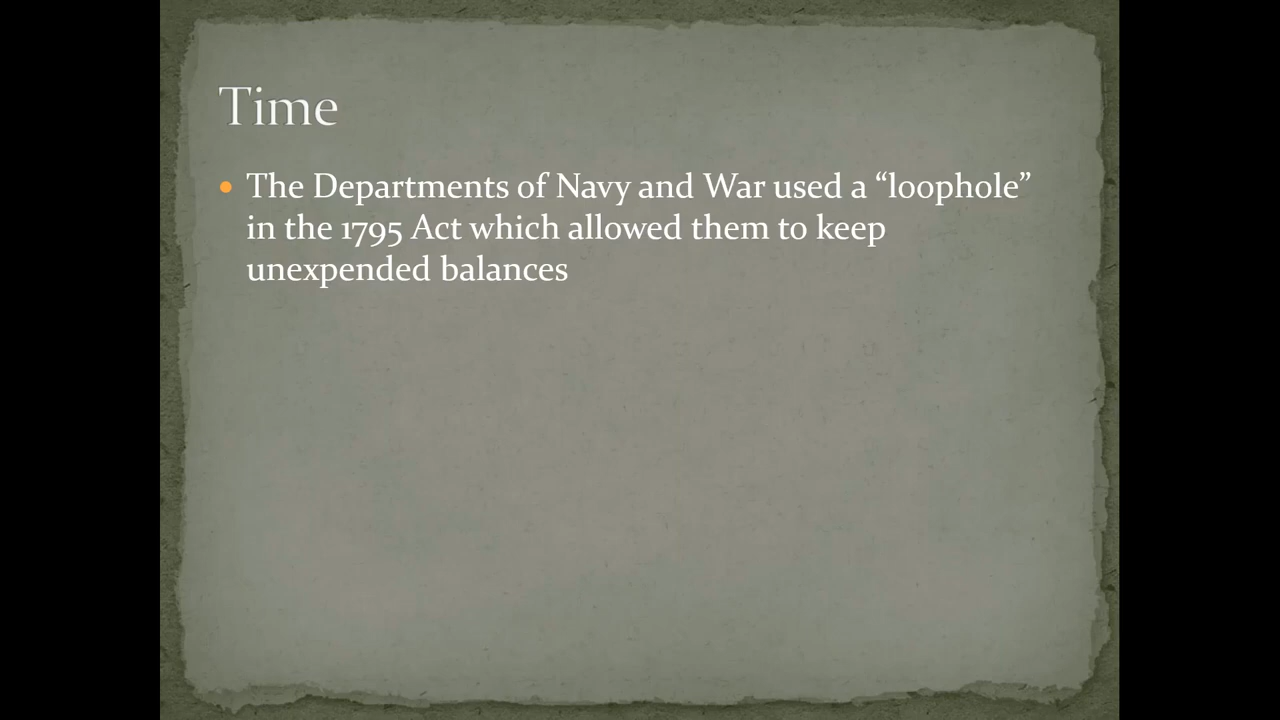 Time
• The Departments of Navy and War used a “loophole”
in the 1795 Act which allowed them to keep
unexpended balances